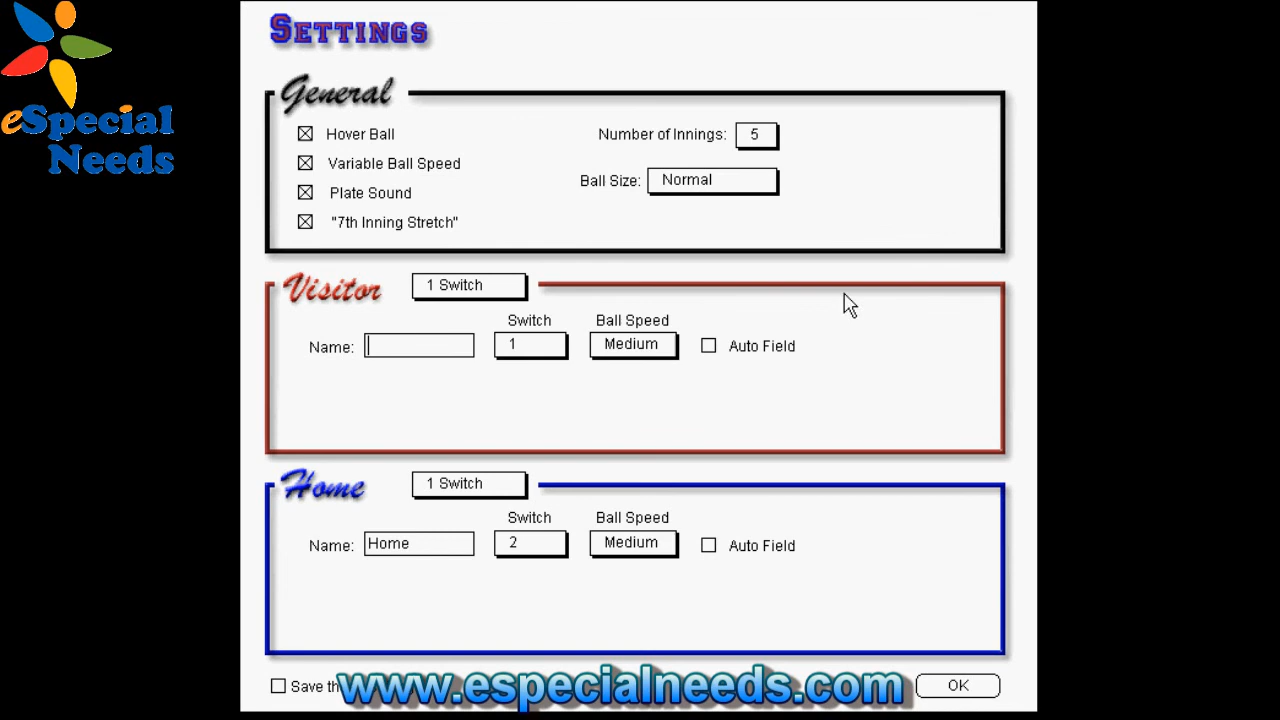 eSpecial
Needs
Settings
General
Hover Ball
Number of Innings: 5
Variable Ball Speed
Ball Size: Normal
Plate Sound
"7th Inning Stretch"
Visitor 1 Switch
Switch Ball Speed
Name: 1 Medium Auto Field
Home 1 Switch
Switch Ball Speed
Name: Home 2 Medium Auto Field
Save
www.especialneeds.com
OK